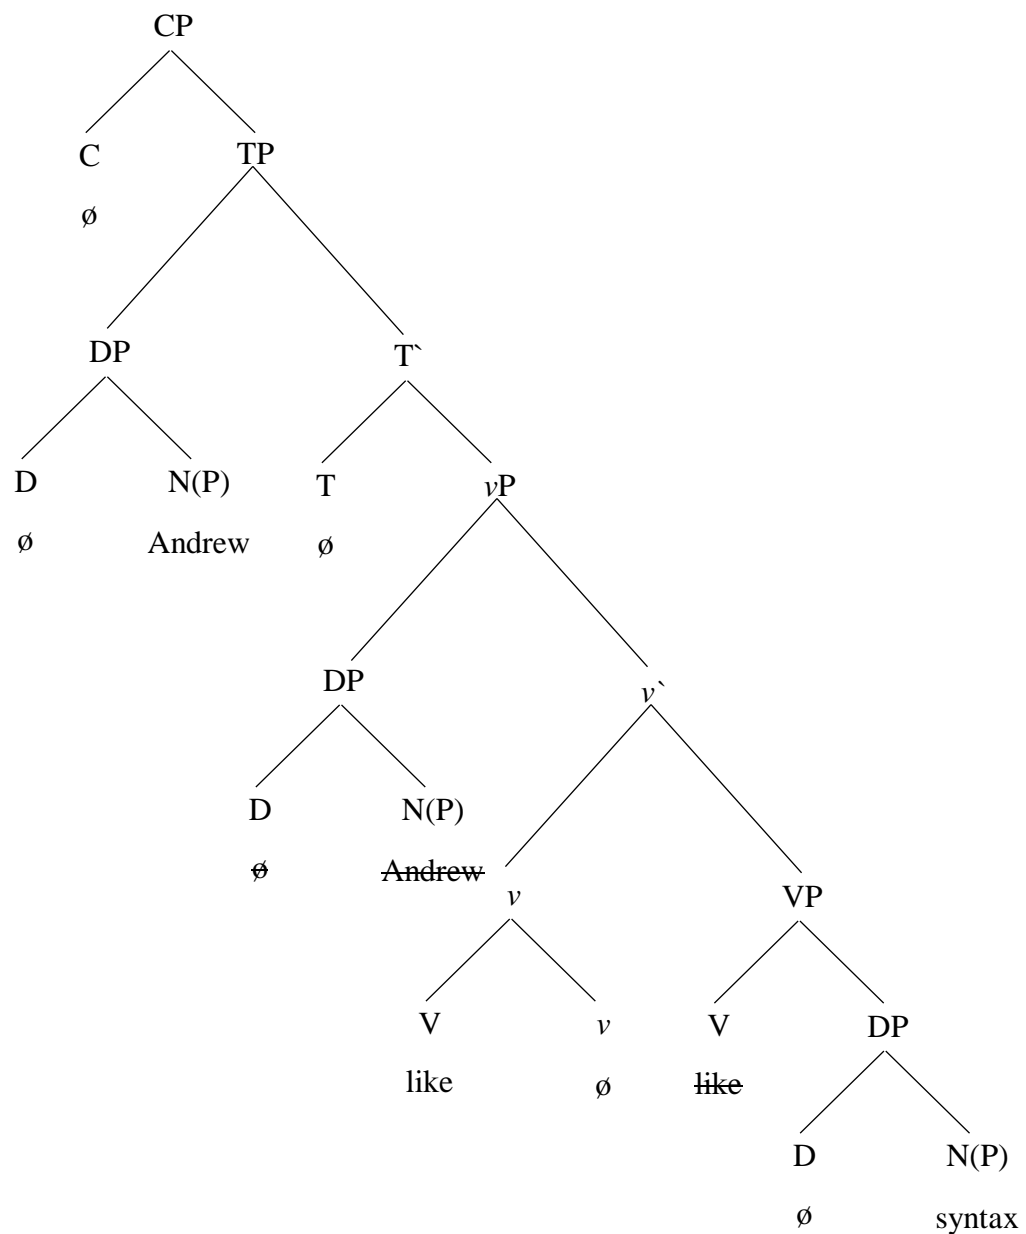 CP
C TP
ø
DP T`
D N(P) T vP
ø Andrew ø
DP v`
D N(P)
ø Andrew
v VP
V v V DP
like ø like
D N(P)
ø syntax